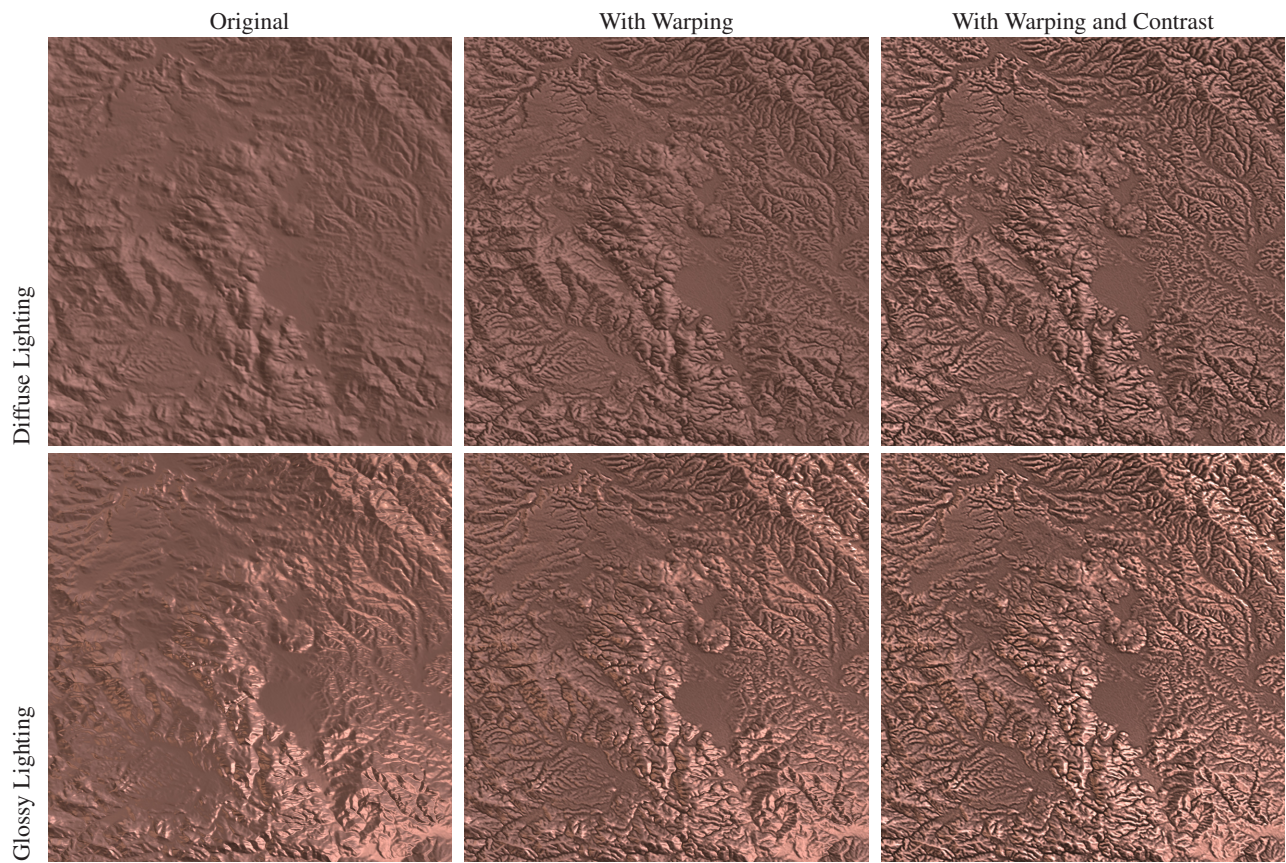 Original
With Warping
With Warping and Contrast
Diffuse Lighting
Glossy Lighting